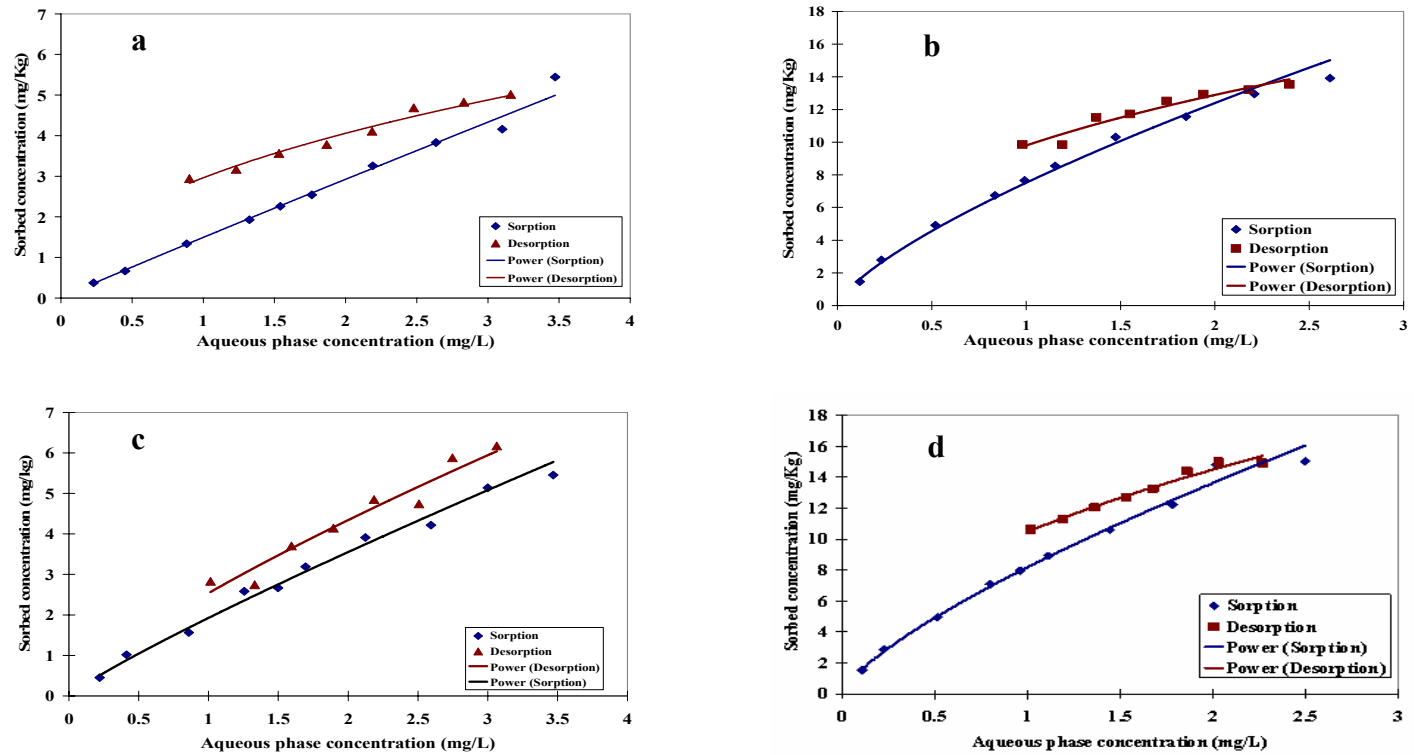 a
Sorbed concentration (mg/Kg)
7
6
5
4
3
2
1
0
0 0.5 1 1.5 2 2.5 3 3.5 4
Aqueous phase concentration (mg/L)
Sorption
Desorption
Power (Sorption)
Power (Desorption)
b
Sorbed concentration (mg/Kg)
18
16
14
12
10
8
6
4
2
0
0 0.5 1 1.5 2 2.5 3
Aqueous phase concentration (mg/L)
Sorption
Desorption
Power (Sorption)
Power (Desorption)
c
Sorbed concentration (mg/kg)
7
6
5
4
3
2
1
0
0 0.5 1 1.5 2 2.5 3 3.5 4
Aqueous phase concentration (mg/L)
Sorption
Desorption
Power (Desorption)
Power (Sorption)
d
Sorbed concentration (mg/Kg)
18
16
14
12
10
8
6
4
2
0
0 0.5 1 1.5 2 2.5 3
Aqueous phase concentration (mg/L)
Sorption
Desorption
Power (Sorption)
Power (Desorption)